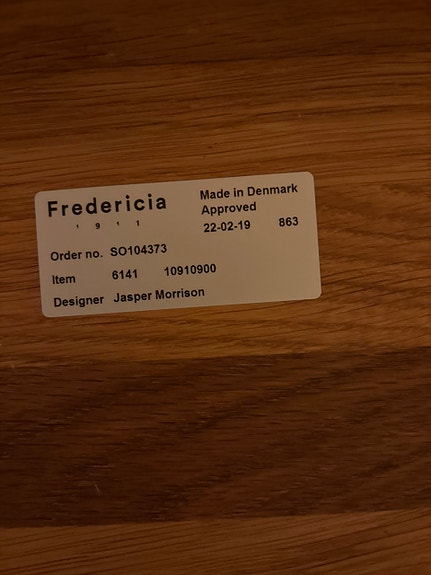 Fredericia
1 9 1 1
Made in Denmark
Approved
22-02-19 863
Order no. SO104373
Item 6141 10910900
Designer Jasper Morrison